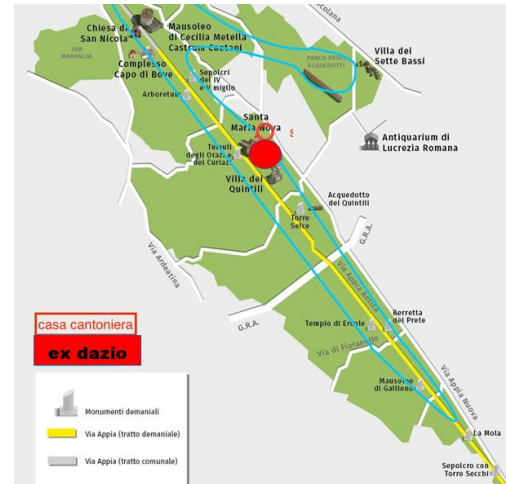 Tuscolana
Chiesa di
San Nicola
Mausoleo
di Cecilia Metella
Castrum Caetani
TOR
MARANCIA
Complesso
Capo di Bove
Sepolcri
del IV
e V miglio
Arboretum
PARCO DEGLI
ACQUEDOTTI
Villa dei
Sette Bassi
Santa
Maria Nova
S
Antiquarium di
Lucrezia Romana
Tumuli
degli Orazi e
dei Curiazi
Villa dei
Quintili
Acquedotto
dei Quintili
Torre
Selce
Via Ardeatina
G.R.A.
G.R.A.
Via Appia Antica
Berretta
del Prete
Tempio di Ercole
Via di Fioranello
Via Appia Nuova
Mausoleo
di Gallieno
La Mola
Sepolcro con
Torre Secchi
casa cantoniera
ex dazio
Monumenti demaniali
Via Appia (tratto demaniale)
Via Appia (tratto comunale)